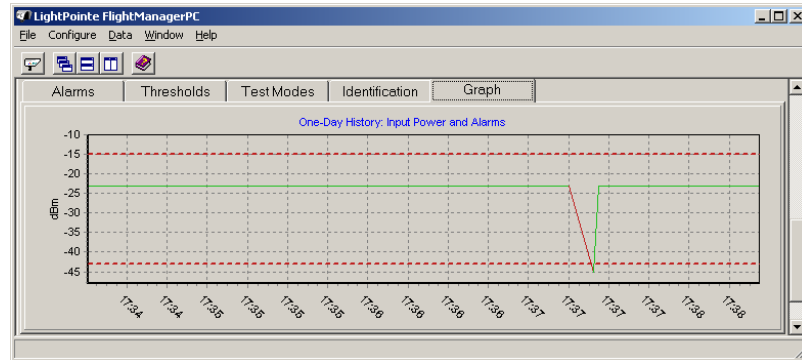 LightPointe FlightManagerPC
File Configure Data Window Help
Alarms Thresholds Test Modes Identification Graph
One-Day History: Input Power and Alarms
-10
-15
-20
-25
-30
-35
-40
-45
dBm
17:34 17:34 17:35 17:35 17:35 17:35 17:36 17:36 17:36 17:36 17:37 17:37 17:37 17:37 17:38 17:38